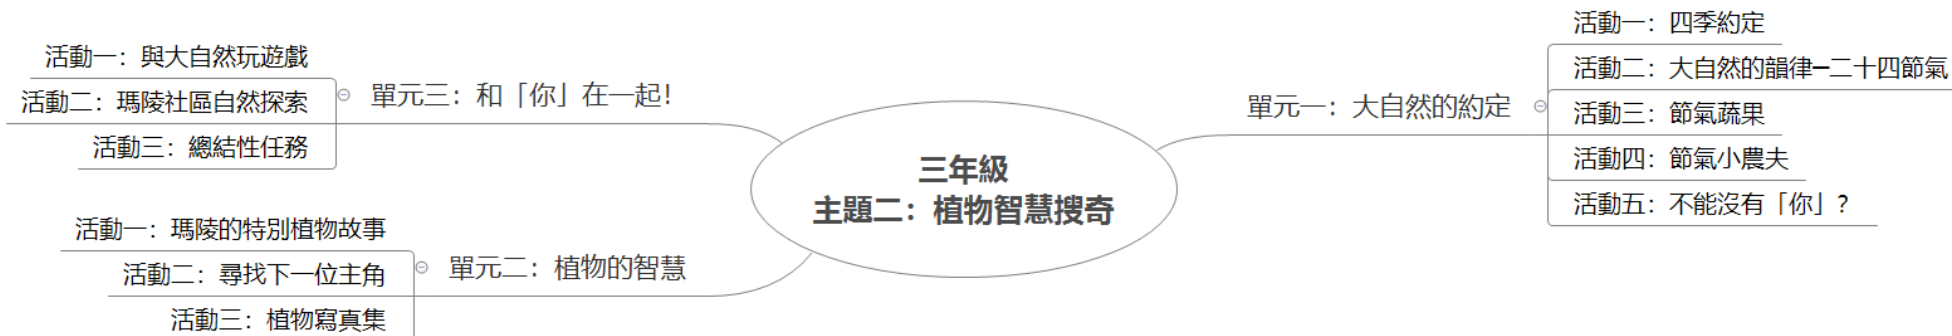 三年級
主題二：植物智慧搜奇
單元一：大自然的約定
活動一：四季約定
活動二：大自然的韻律─二十四節氣
活動三：節氣蔬果
活動四：節氣小農夫
活動五：不能沒有「你」？
單元二：植物的智慧
活動一：瑪陵的特別植物故事
活動二：尋找下一位主角
活動三：植物寫真集
單元三：和「你」在一起！
活動一：與大自然玩遊戲
活動二：瑪陵社區自然探索
活動三：總結性任務